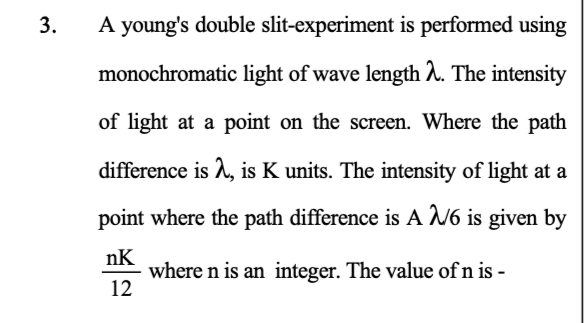 3. A young's double slit-experiment is performed using
monochromatic light of wave length λ. The intensity
of light at a point on the screen. Where the path
difference is λ, is K units. The intensity of light at a
point where the path difference is A λ/6 is given by
nK/12 where n is an integer. The value of n is -